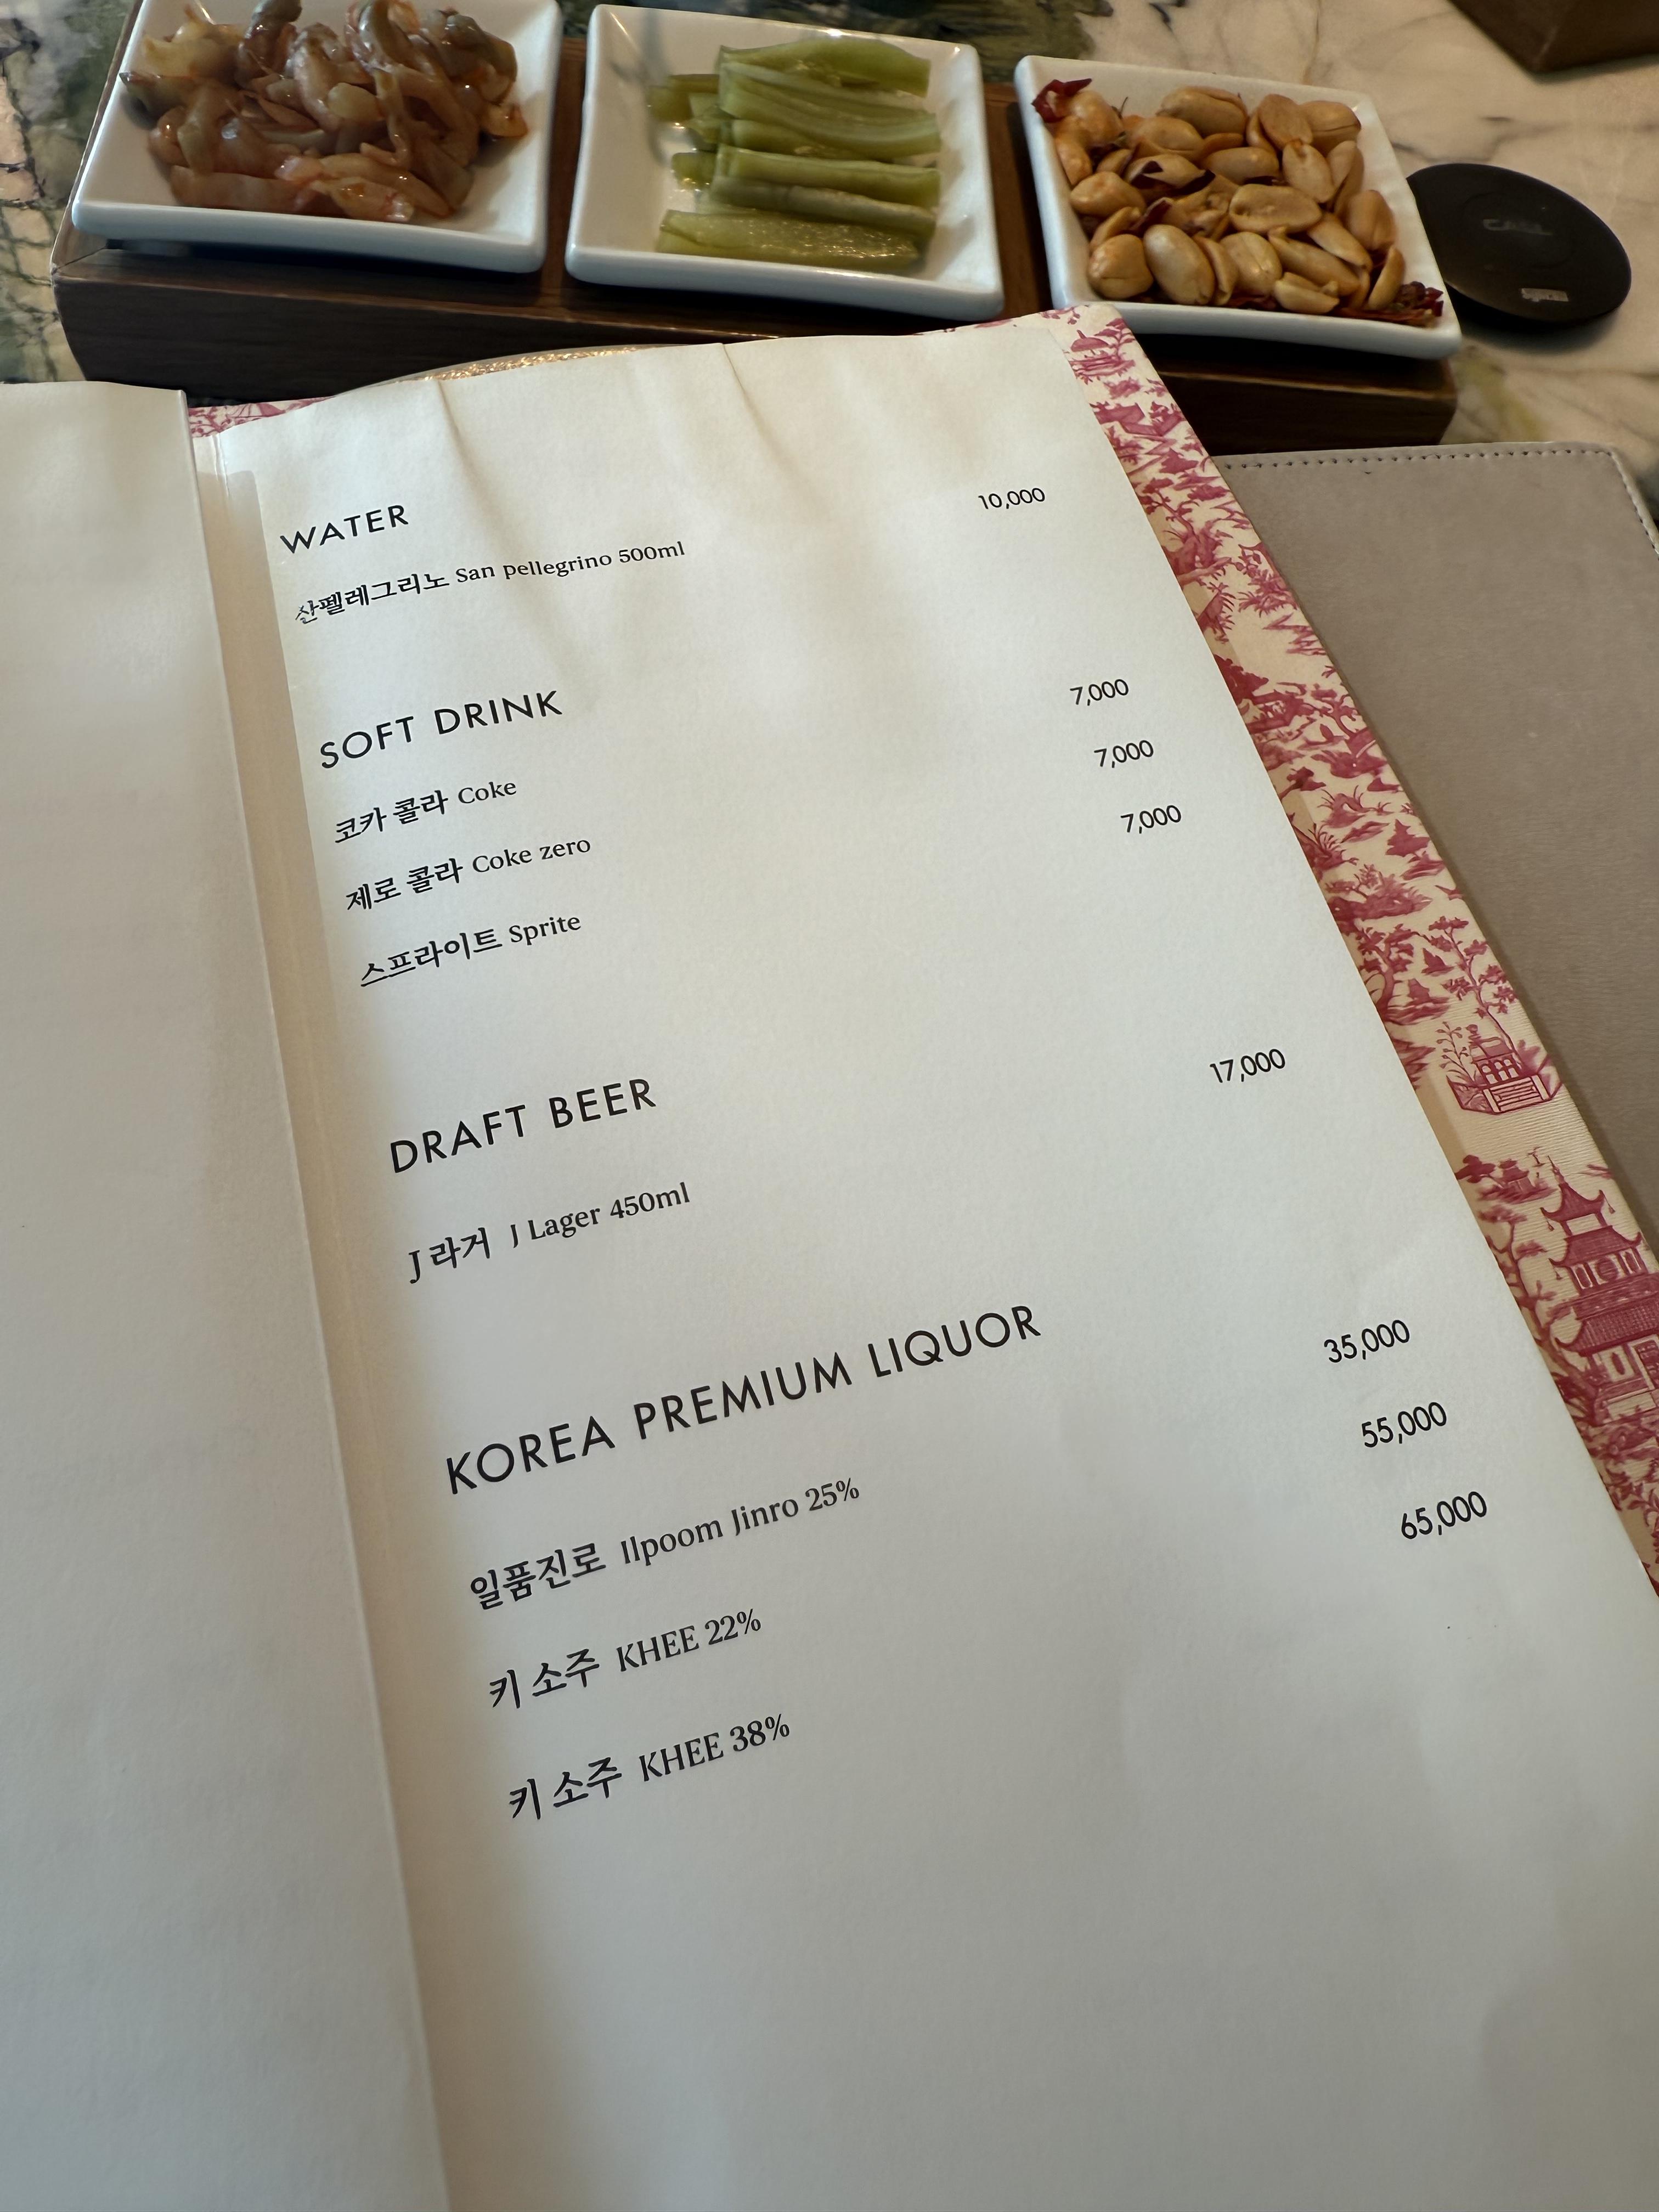 CALL
WATER
산펠레그리노 San pellegrino 500ml 10,000
SOFT DRINK
코카 콜라 Coke 7,000
제로 콜라 Coke zero 7,000
스프라이트 Sprite 7,000
DRAFT BEER
J 라거 J Lager 450ml 17,000
KOREA PREMIUM LIQUOR
일품진로 Ilpoom Jinro 25% 35,000
키 소주 KHEE 22% 55,000
키 소주 KHEE 38% 65,000